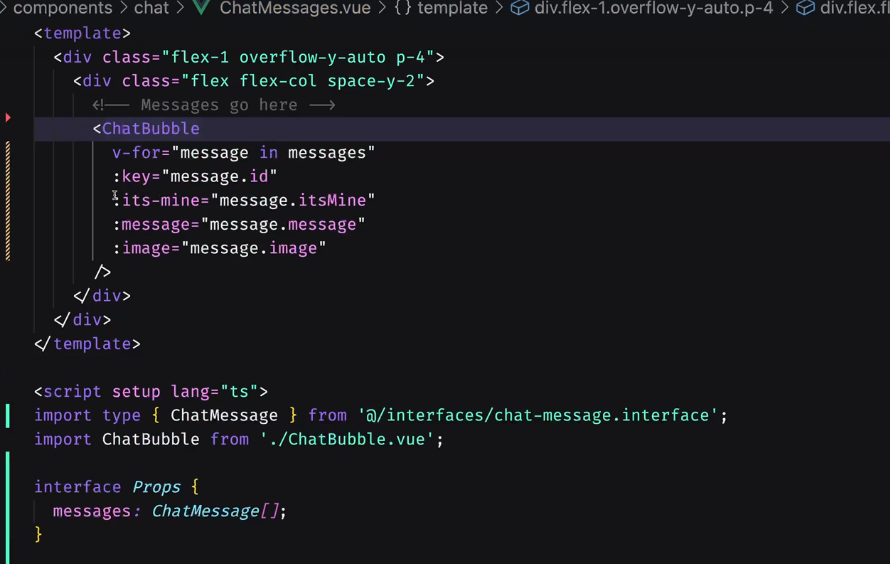 components > chat > ChatMessages.vue > {} template > div.flex-1.overflow-y-auto.p-4 > div.flex.fl
<template>
<div class="flex-1 overflow-y-auto p-4">
<div class="flex flex-col space-y-2">
<!-- Messages go here -->
<ChatBubble
v-for="message in messages"
:key="message.id"
:its-mine="message.itsMine"
:message="message.message"
:image="message.image"
/>
</div>
</div>
</template>
<script setup lang="ts">
import type { ChatMessage } from '@/interfaces/chat-message.interface';
import ChatBubble from './ChatBubble.vue';
interface Props {
messages: ChatMessage[];
}